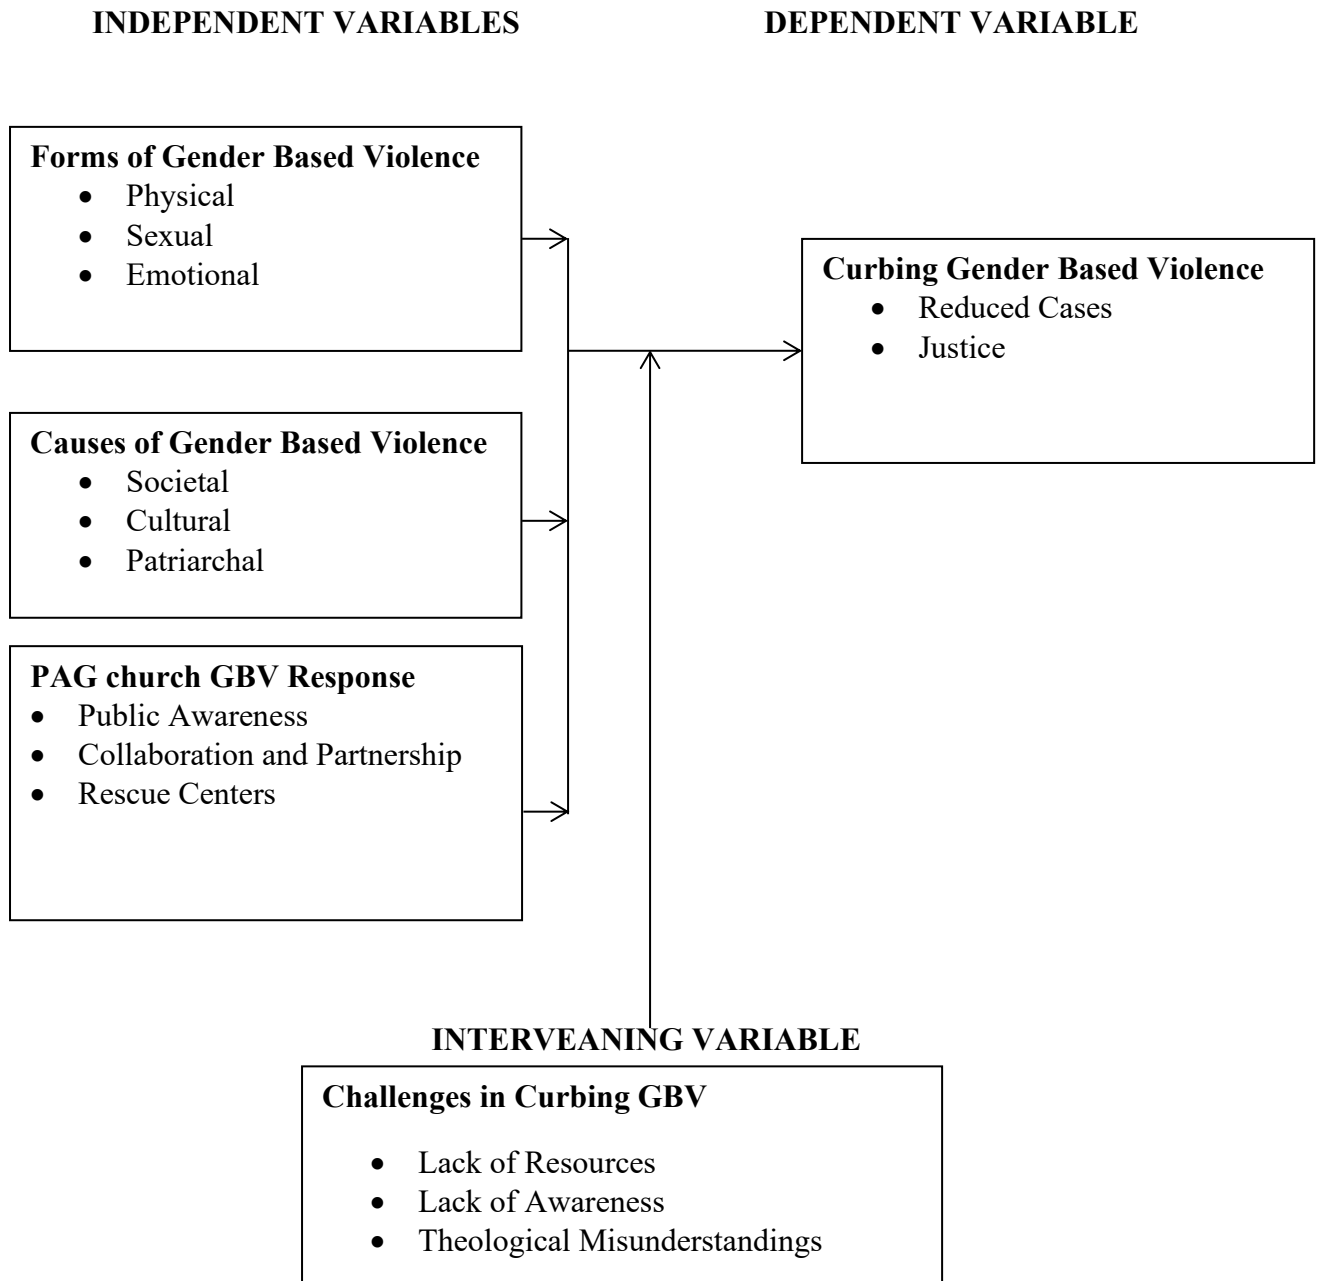 INDEPENDENT VARIABLES
DEPENDENT VARIABLE
Forms of Gender Based Violence
• Physical
• Sexual
• Emotional
Curbing Gender Based Violence
• Reduced Cases
• Justice
Causes of Gender Based Violence
• Societal
• Cultural
• Patriarchal
PAG church GBV Response
• Public Awareness
• Collaboration and Partnership
• Rescue Centers
INTERVEANING VARIABLE
Challenges in Curbing GBV
• Lack of Resources
• Lack of Awareness
• Theological Misunderstandings